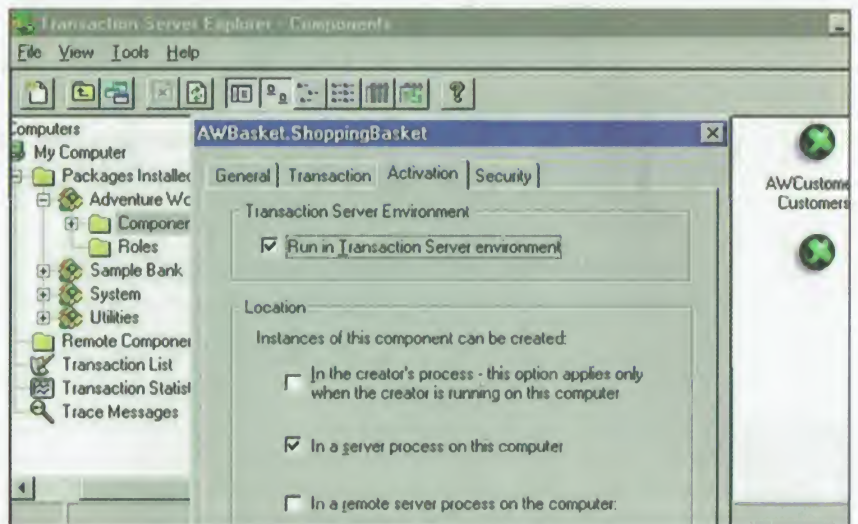 Transaction Server Explorer - Components
File View Tools Help
Computers
My Computer
Packages Installed
Adventure Wo
Componer
Roles
Sample Bank
System
Utilities
Remote Componer
Transaction List
Transaction Statist
Trace Messages
AWBasket.ShoppingBasket
General Transaction Activation Security
Transaction Server Environment
Run in Transaction Server environment
Location
Instances of this component can be created:
In the creator's process - this option applies only
when the creator is running on this computer
In a server process on this computer
In a remote server process on the computer:
AWCustome
Customers